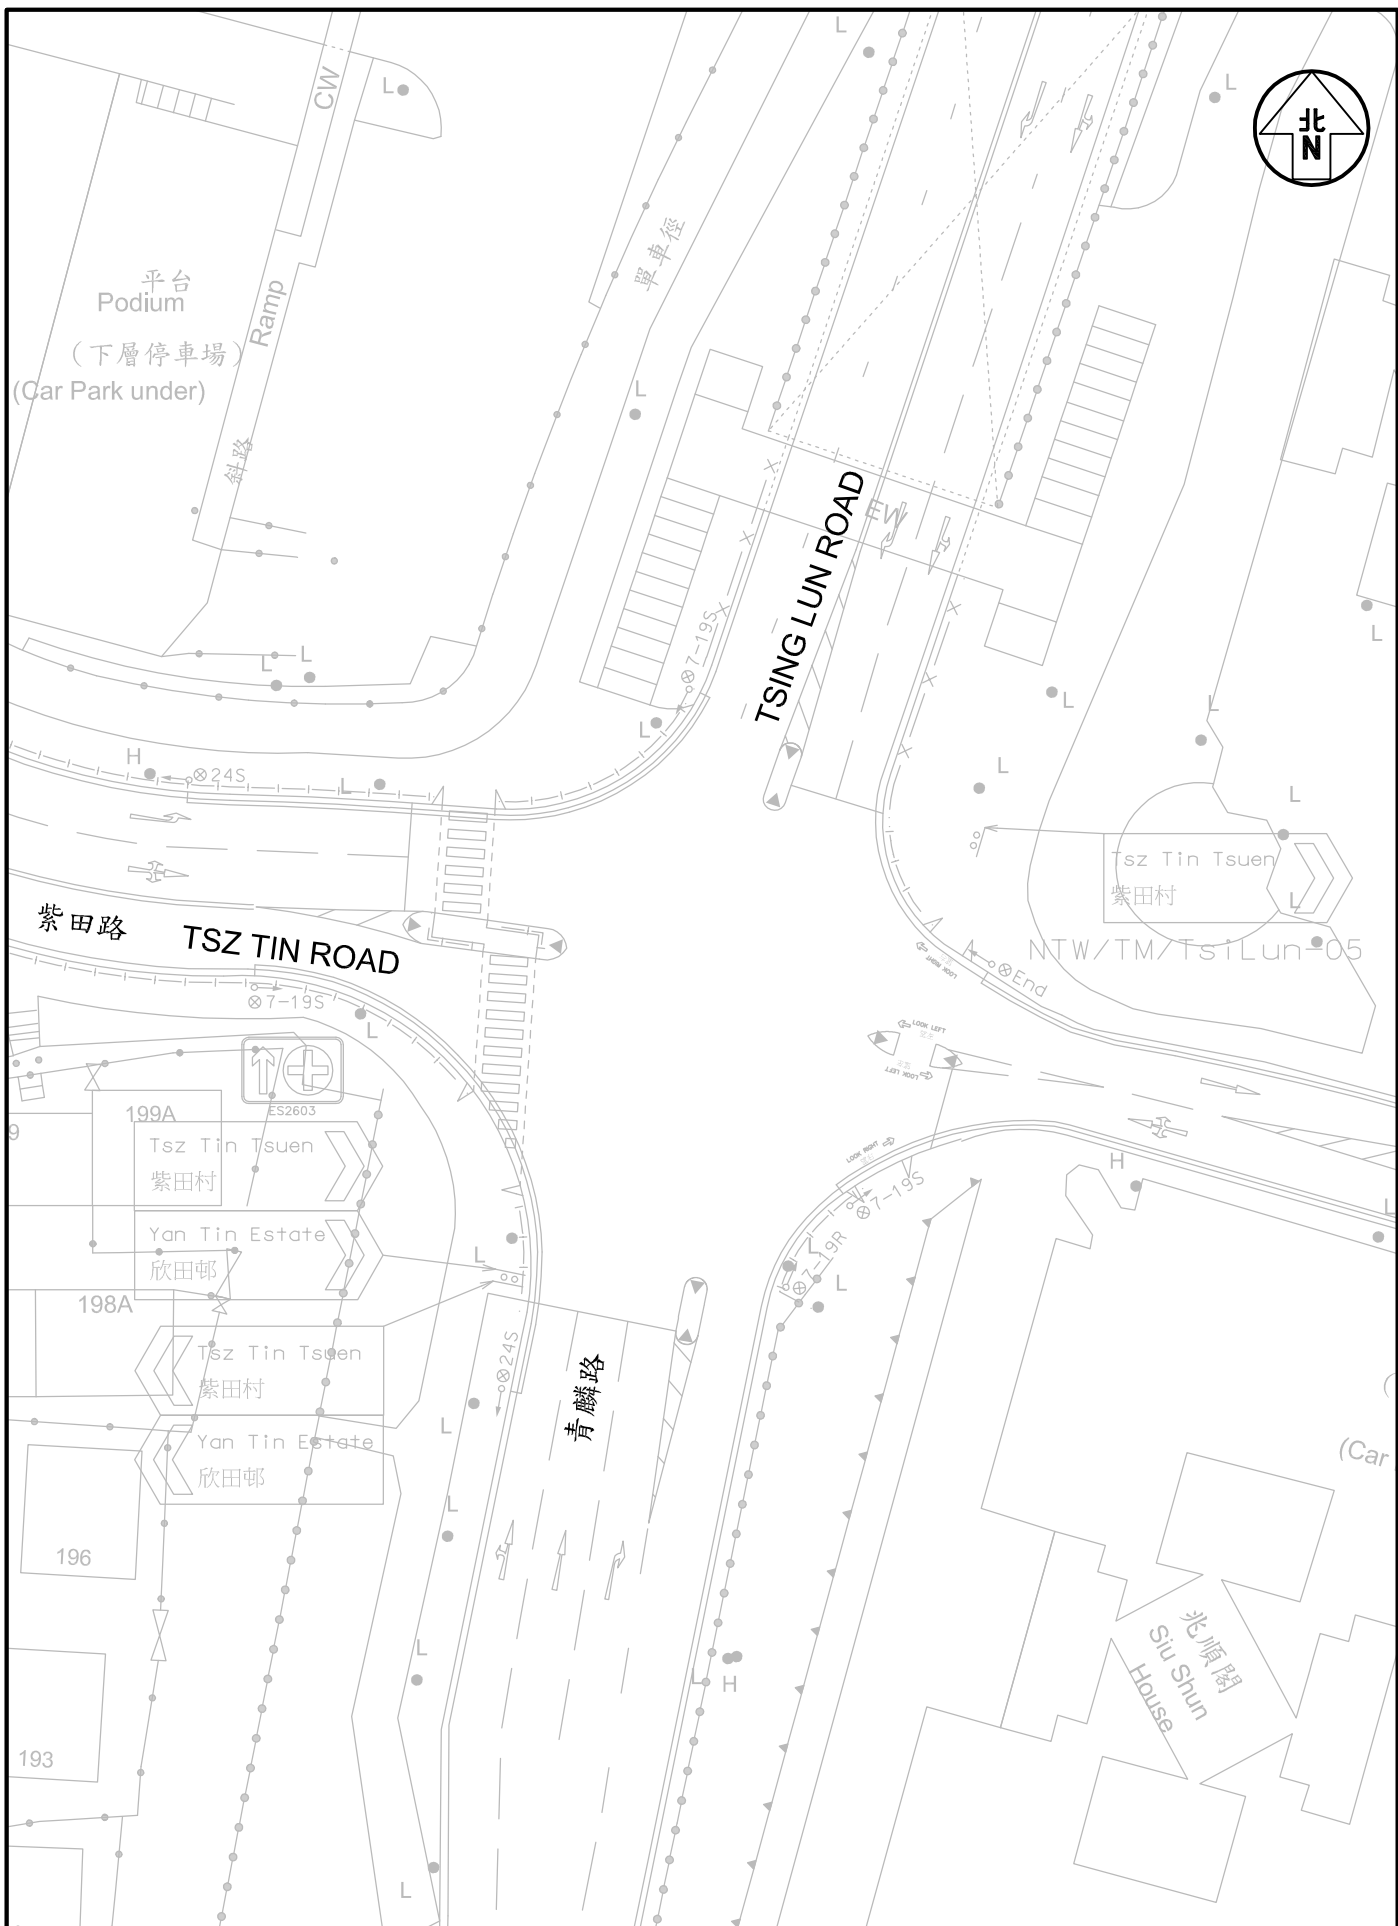 L
CW
L
L
北
N
單車徑
平台
Podium
(下層停車場)
(Car Park under)
Ramp
斜路
L
EW
TSING LUN ROAD
7-19S
L
L
L
L
L
L
L
H
24S
L
L
L
Tsz Tin Tsuen
紫田村
L
紫田路
TSZ TIN ROAD
NTW/TM/TsiLun-05
LOOK RIGHT
End
7-19S
L
LOOK LEFT
LOOK LEFT
ES2603
199A
9
Tsz Tin Tsuen
紫田村
LOOK RIGHT
H
7-19S
L
Yan Tin Estate
欣田邨
L
7-19R
L
L
198A
24S
Tsz Tin Tsuen
紫田村
青麟路
Yan Tin Estate
欣田邨
L
(Car
L
196
L
L
H
兆順閣
Siu Shun
House
193
L